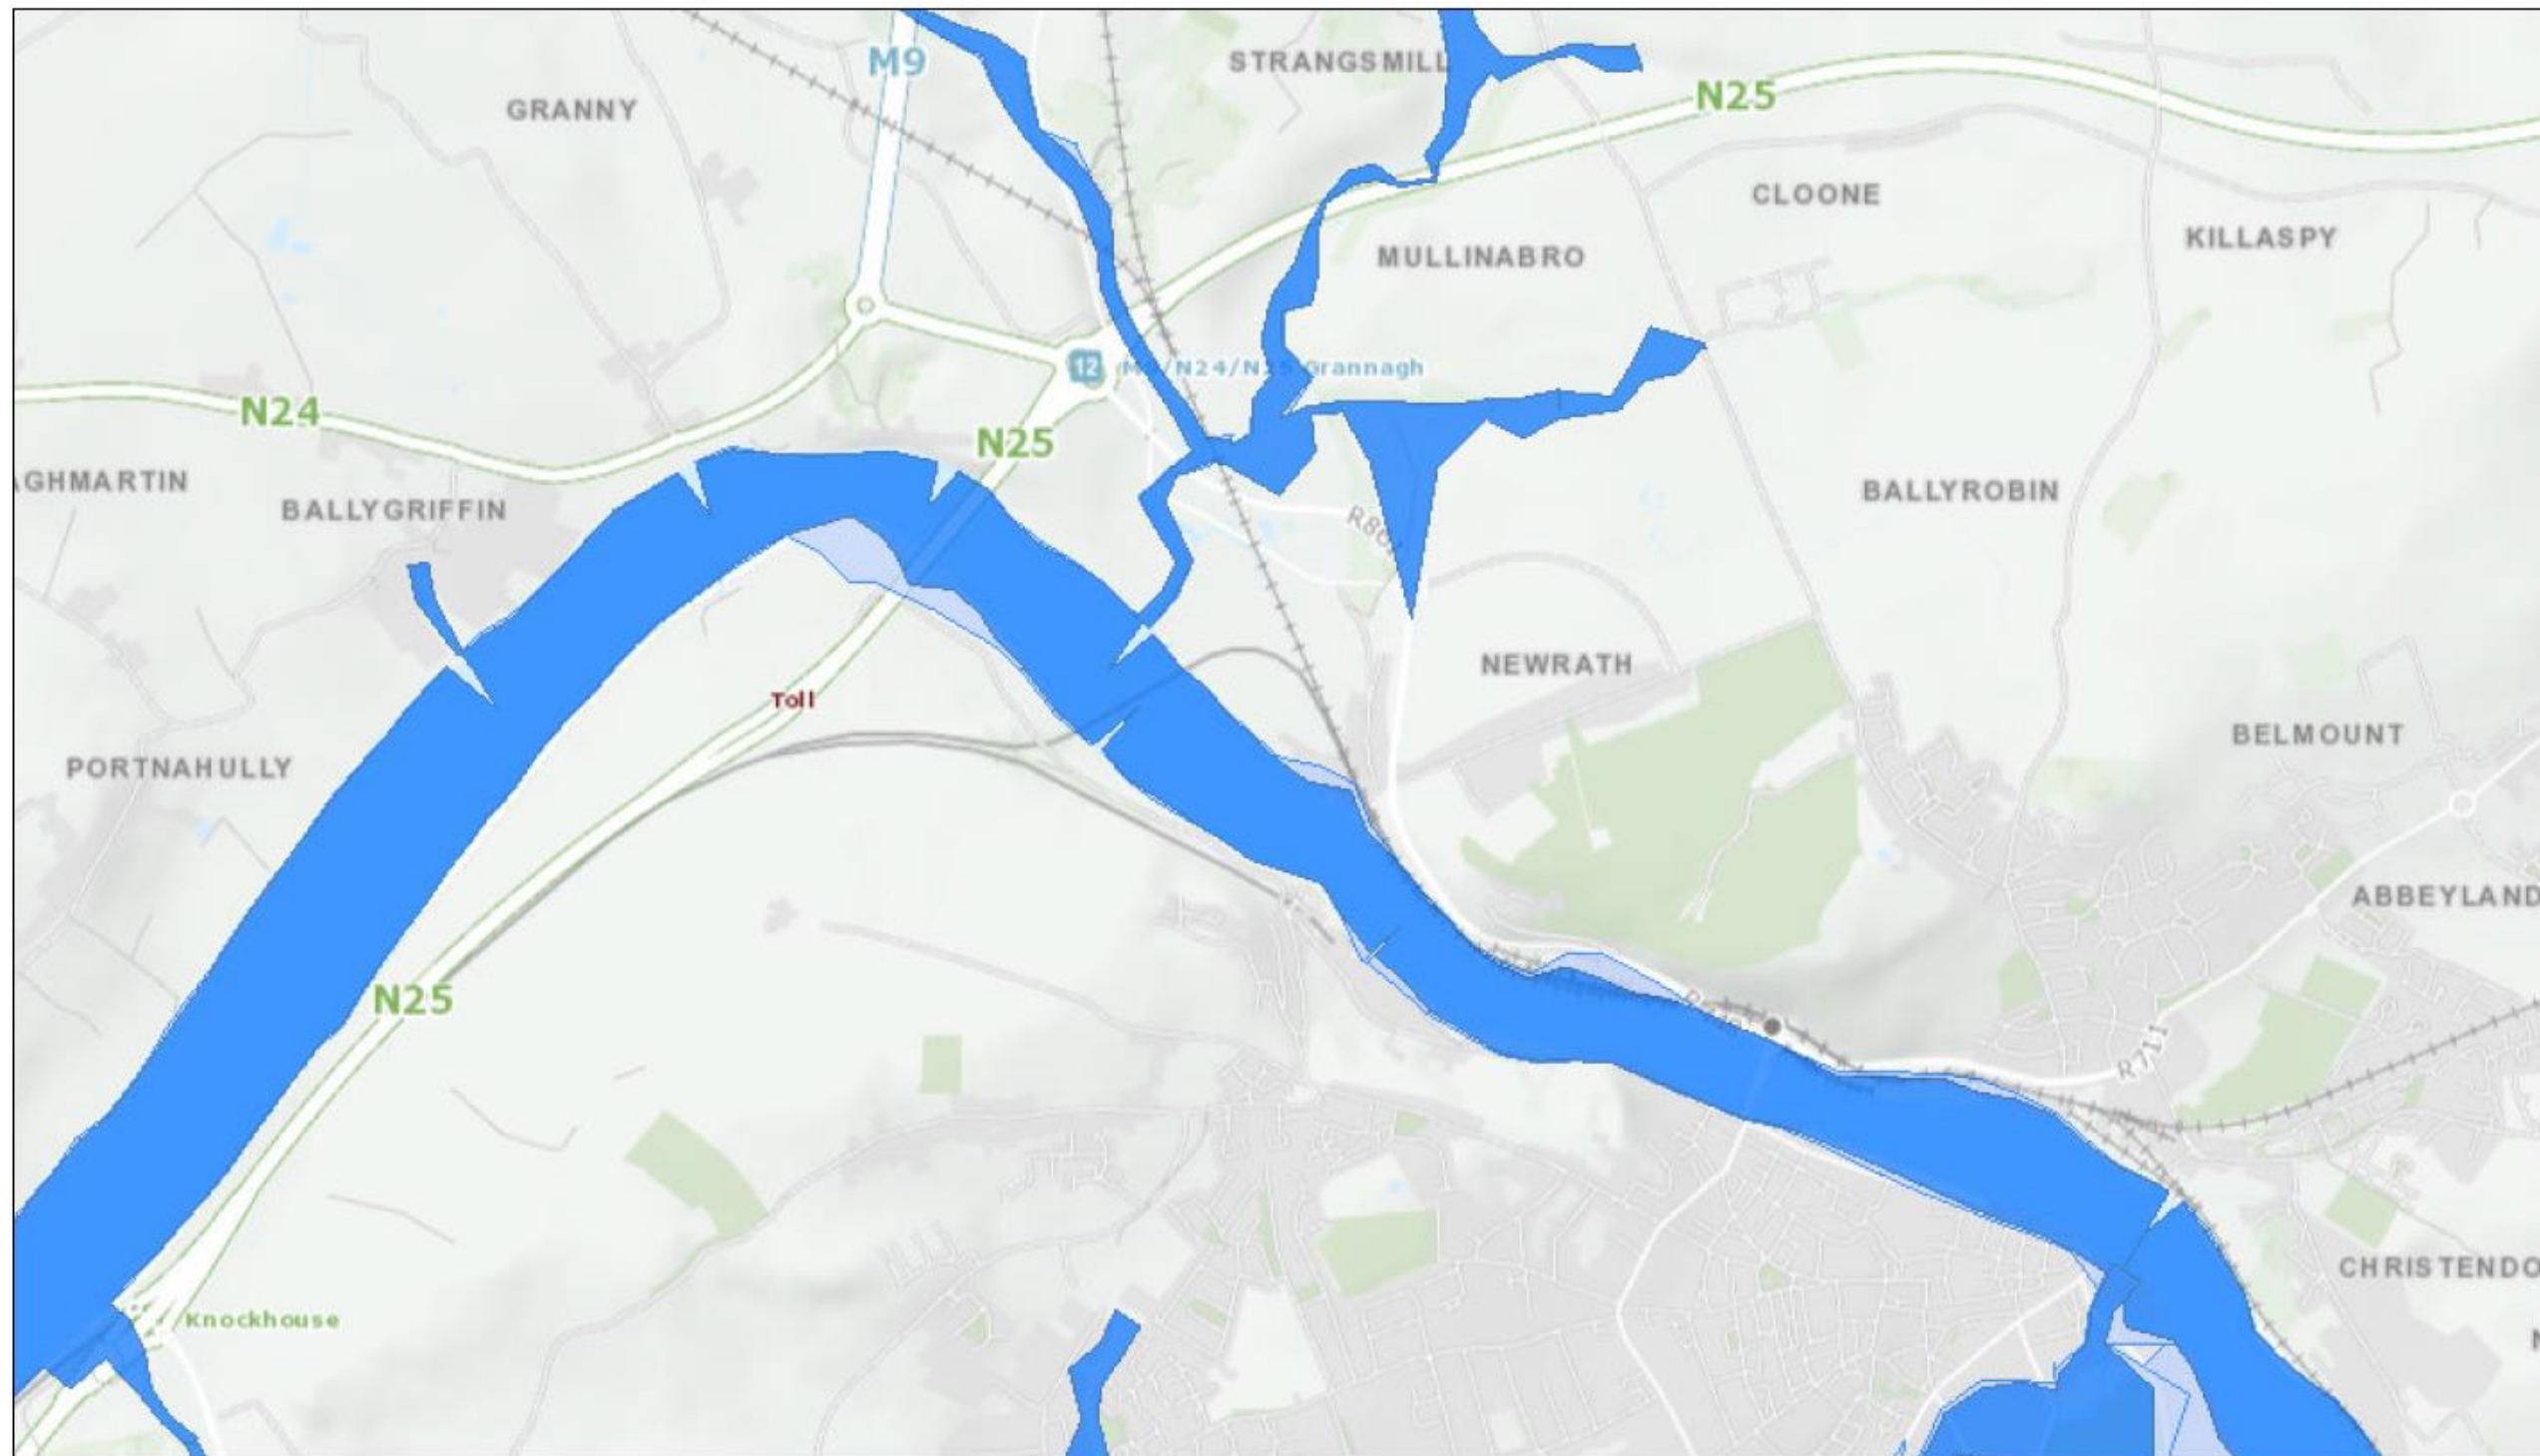 M9
STRANGSMILL
N25
GRANNY
CLOONE
KILLASPY
MULLINABRO
12
Grannagh
N24
N25
AGHMARTIN
BALLYGRIFFIN
BALLYROBIN
NEWRATH
Toll
BELMOUNT
PORTNAHULLY
ABBEYLAND
N25
R711
CHRISTENDO
Knockhouse